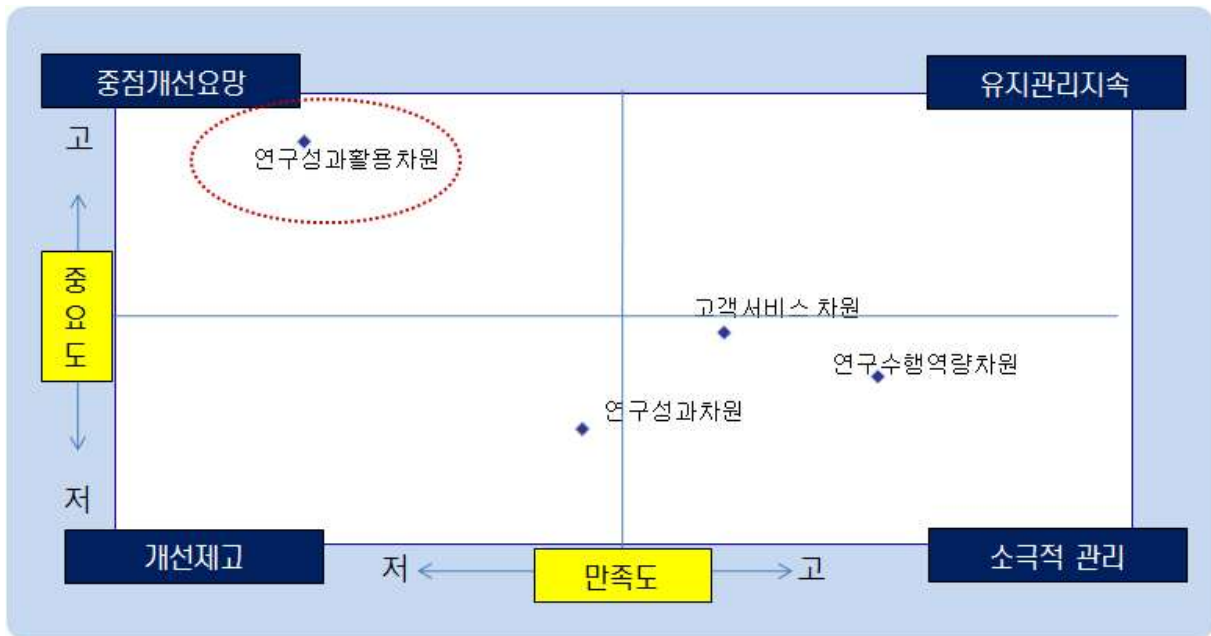 중점개선요망
유지관리지속
고
연구성과활용차원
중요도
고객서비스 차원
연구수행역량차원
연구성과차원
저
개선제고
저
만족도
고
소극적 관리